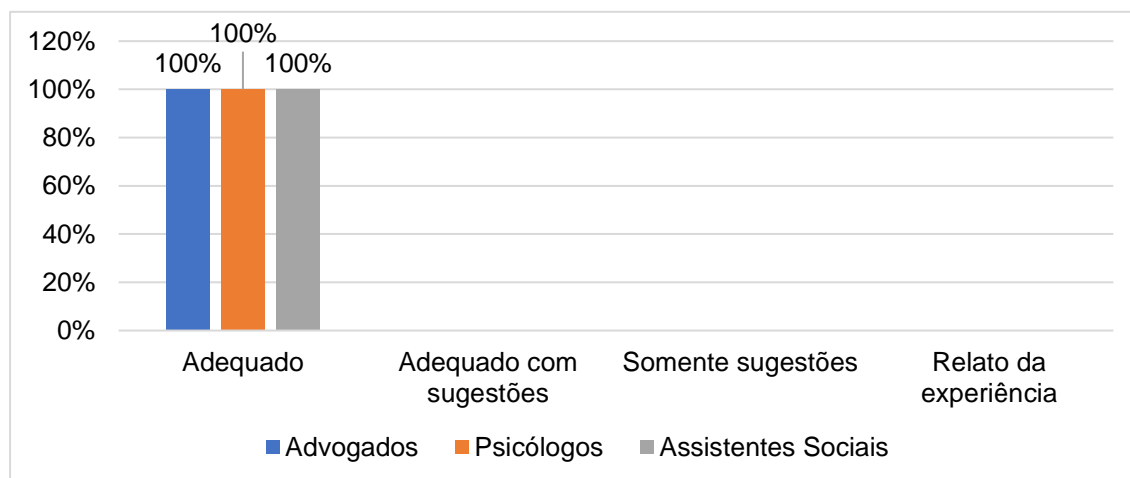 120%
100%
80%
60%
40%
20%
0%
100%
100%
100%
Adequado
Adequado com
sugestões
Somente sugestões
Relato da
experiência
Advogados
Psicólogos
Assistentes Sociais